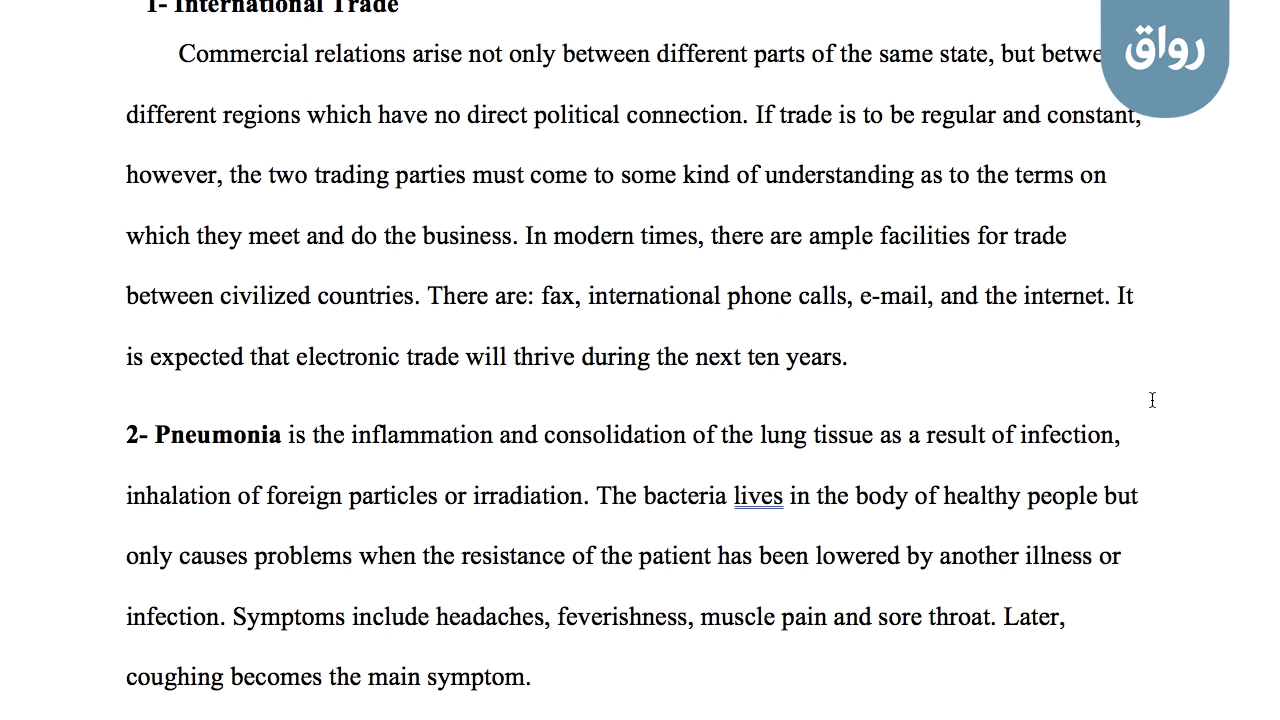 1- International Trade
رواق
Commercial relations arise not only between different parts of the same state, but
different regions which have no direct political connection. If trade is to be regular and constant,
however, the two trading parties must come to some kind of understanding as to the terms on
which they meet and do the business. In modern times, there are ample facilities for trade
between civilized countries. There are: fax, international phone calls, e-mail, and the internet. It
is expected that electronic trade will thrive during the next ten years.
2- Pneumonia is the inflammation and consolidation of the lung tissue as a result of infection,
inhalation of foreign particles or irradiation. The bacteria lives in the body of healthy people but
only causes problems when the resistance of the patient has been lowered by another illness or
infection. Symptoms include headaches, feverishness, muscle pain and sore throat. Later,
coughing becomes the main symptom.